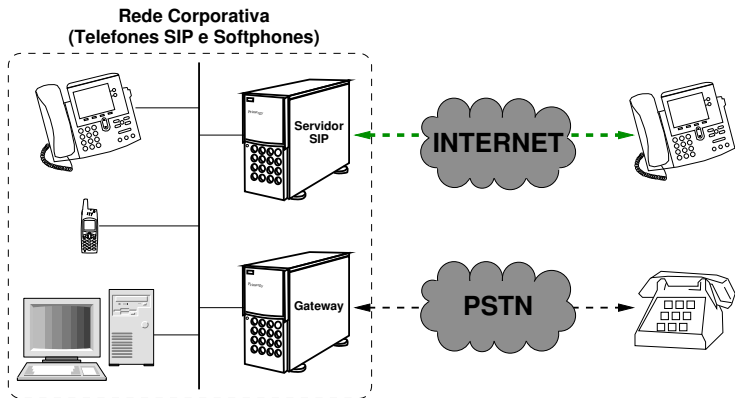 Rede Corporativa
(Telefones SIP e Softphones)
Servidor
SIP
INTERNET
Gateway
PSTN